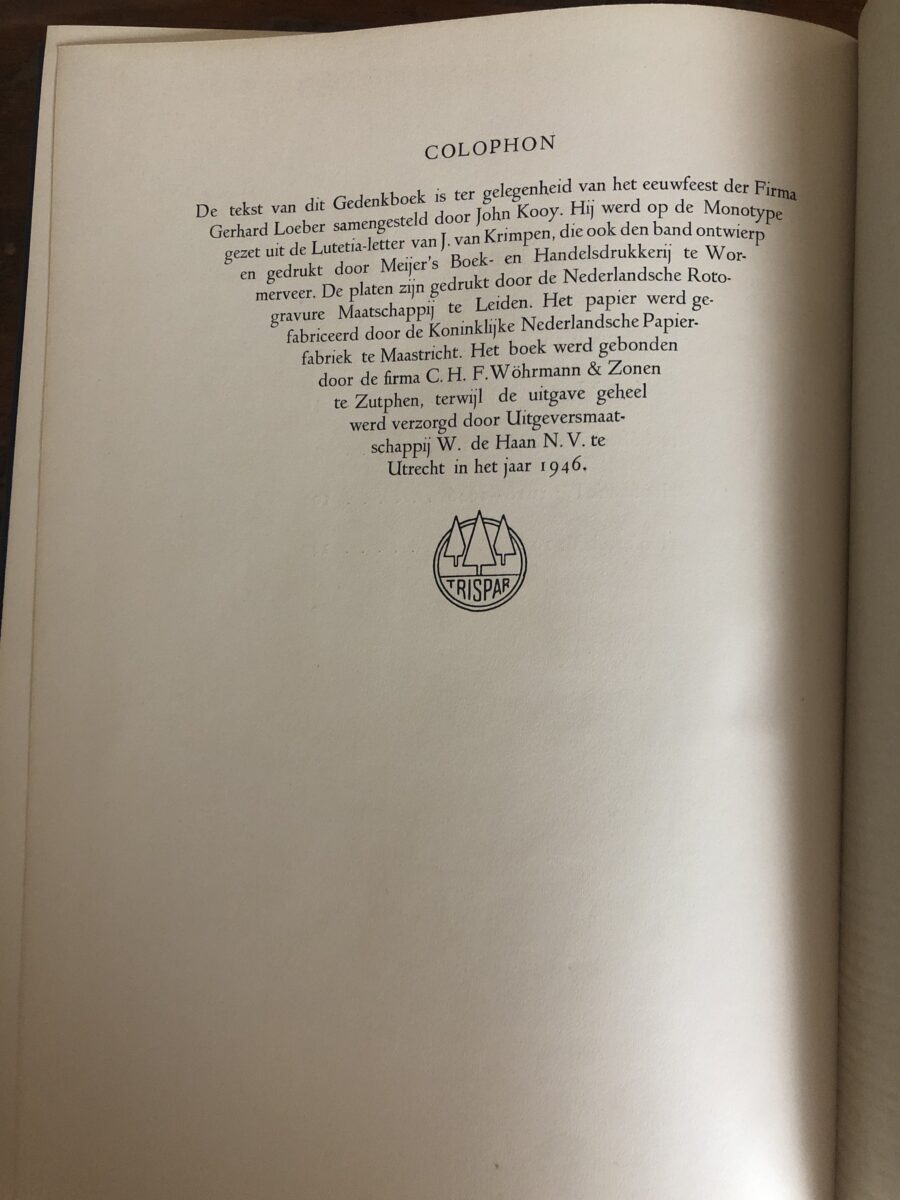 COLOPHON
De tekst van dit Gedenkboek is ter gelegenheid van het eeuwfeest der Firma
Gerhard Loeber samengesteld door John Kooy. Hij werd op de Monotype
gezet uit de Lutetia-letter van J. van Krimpen, die ook den band ontwierp
en gedrukt door Meijer's Boek- en Handelsdrukkerij te Wor-
merveer. De platen zijn gedrukt door de Nederlandsche Roto-
gravure Maatschappij te Leiden. Het papier werd ge-
fabriceerd door de Koninklijke Nederlandsche Papier-
fabriek te Maastricht. Het boek werd gebonden
door de firma C. H. F. Wöhrmann & Zonen
te Zutphen, terwijl de uitgave geheel
werd verzorgd door Uitgeversmaat-
schappij W. de Haan N. V. te
Utrecht in het jaar 1946.
TRISPAR